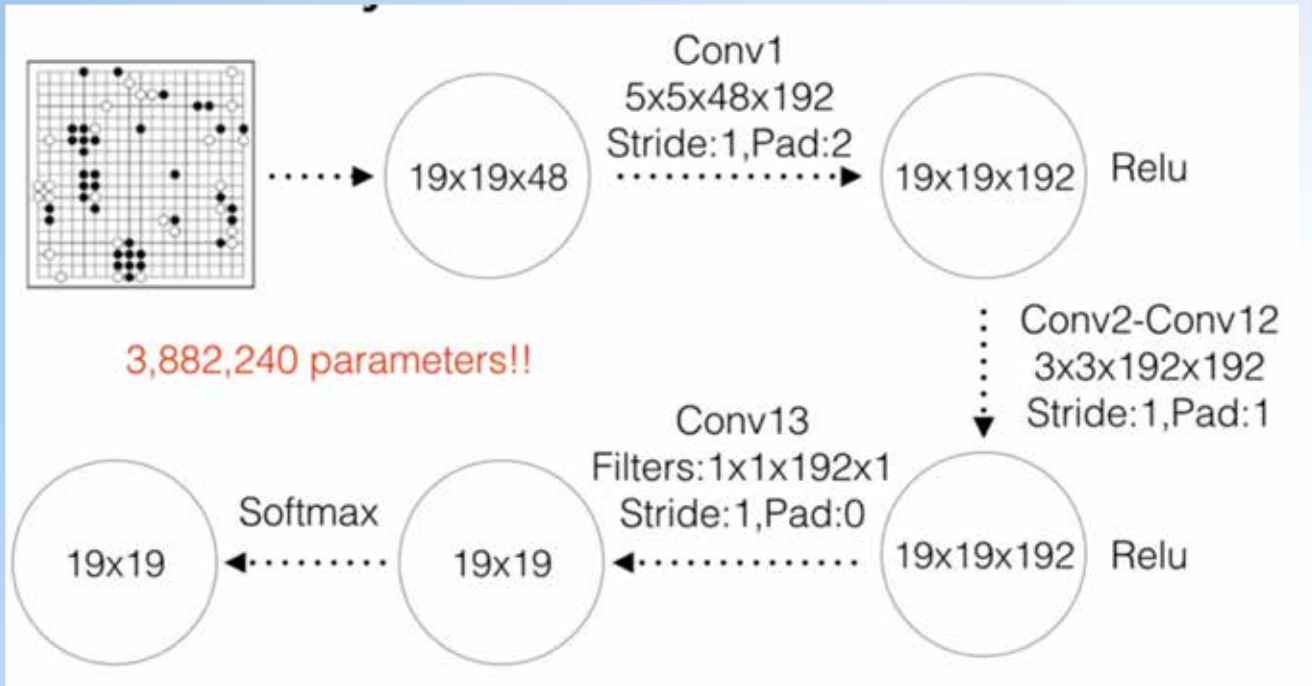 Conv1
5x5x48x192
Stride:1,Pad:2
19x19x48
19x19x192
Relu
Conv2-Conv12
3x3x192x192
Stride:1,Pad:1
3,882,240 parameters!!
Conv13
Filters:1x1x192x1
Stride:1,Pad:0
Softmax
19x19
19x19
19x19x192
Relu